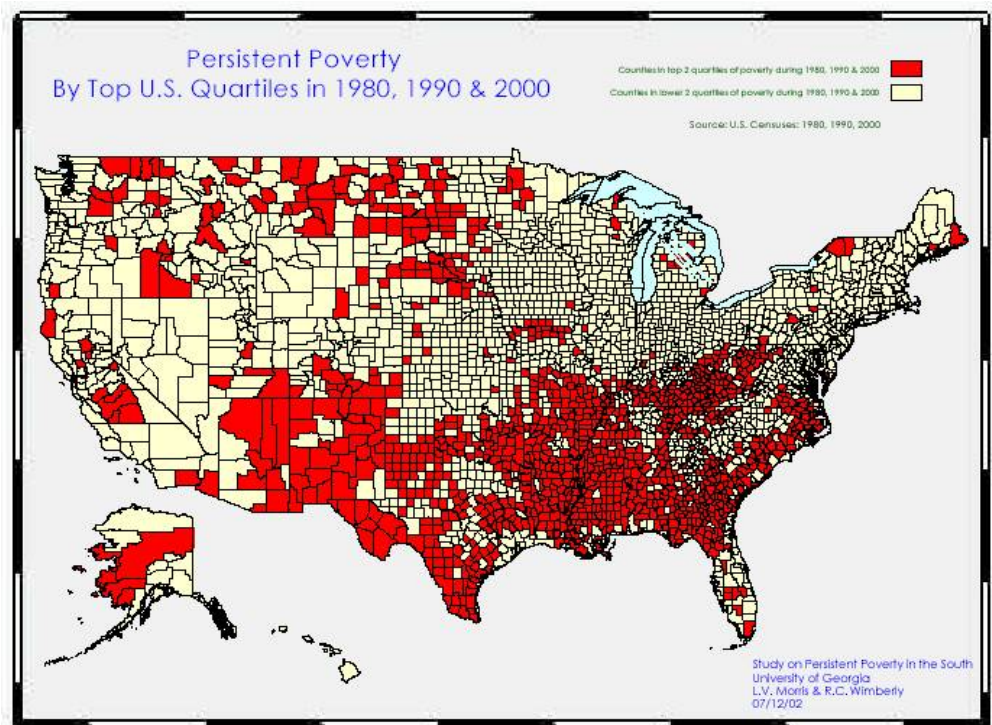 Persistent Poverty
By Top U.S. Quartiles in 1980, 1990 & 2000
Counties in top 2 quartiles of poverty during 1980, 1990 & 2000
Counties in lower 2 quartiles of poverty during 1980, 1990 & 2000
Source: U.S. Censuses: 1980, 1990, 2000
Study on Persistent Poverty in the South
University of Georgia
L.V. Morris & R.C. Wimberly
07/12/02